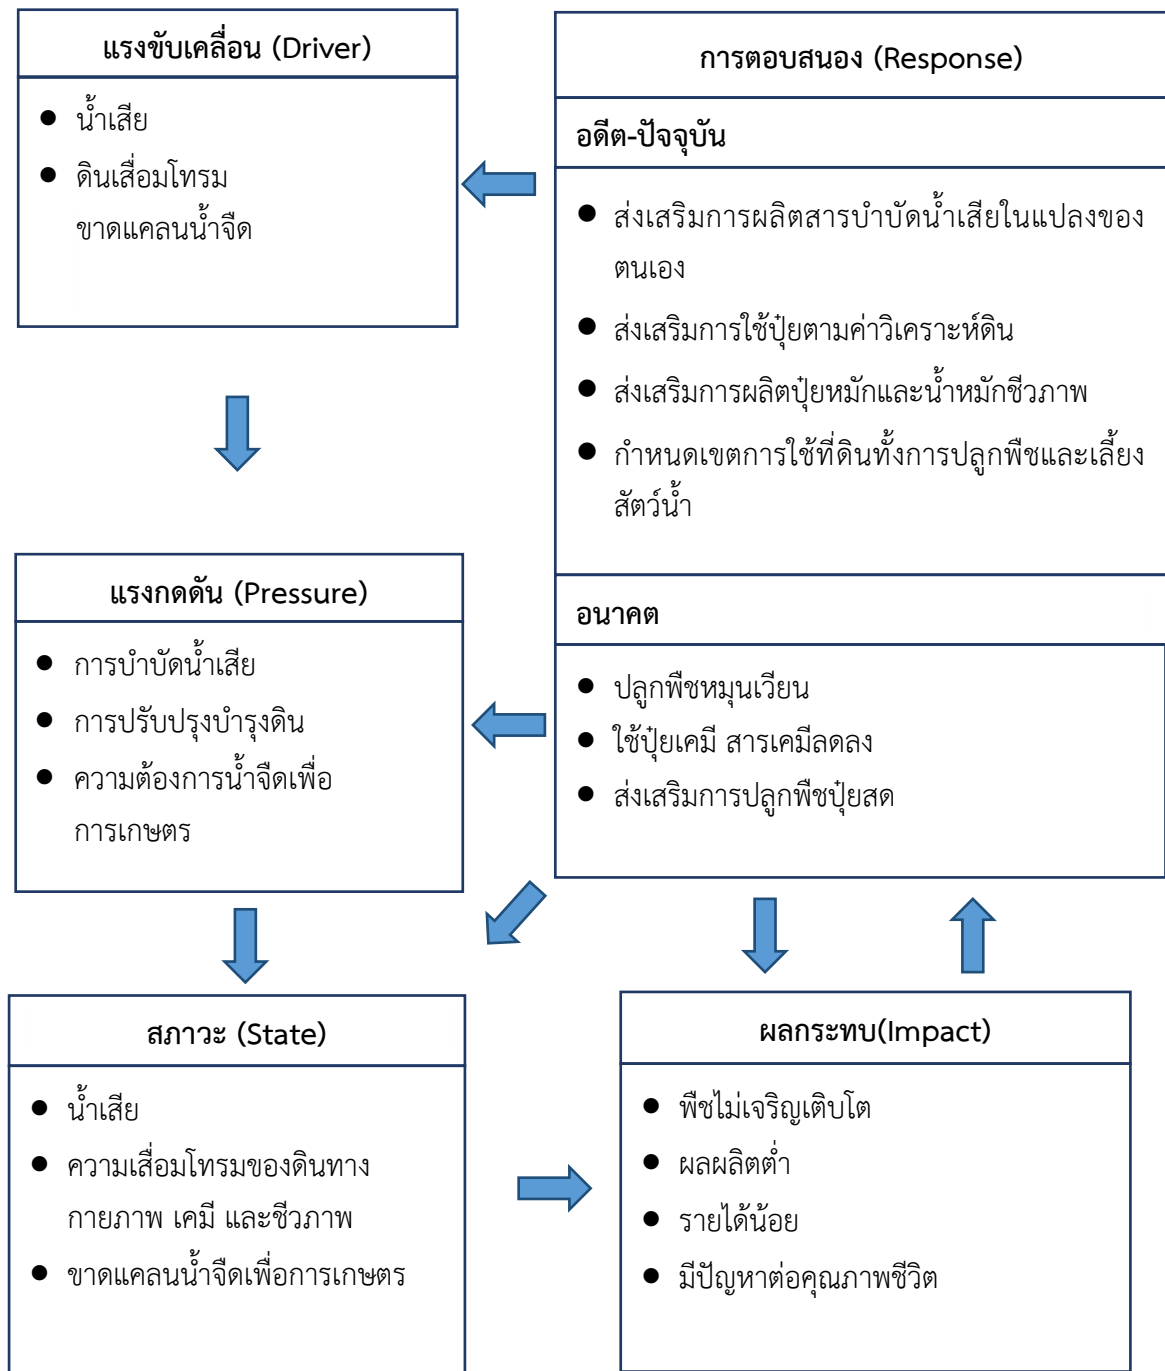 แรงขับเคลื่อน (Driver)
● น้ำเสีย
● ดินเสื่อมโทรม
ขาดแคลนน้ำจืด
การตอบสนอง (Response)
อดีต-ปัจจุบัน
● ส่งเสริมการผลิตสารบำบัดน้ำเสียในแปลงของ
ตนเอง
● ส่งเสริมการใช้ปุ๋ยตามค่าวิเคราะห์ดิน
● ส่งเสริมการผลิตปุ๋ยหมักและน้ำหมักชีวภาพ
● กำหนดเขตการใช้ที่ดินทั้งการปลูกพืชและเลี้ยง
สัตว์น้ำ
อนาคต
● ปลูกพืชหมุนเวียน
● ใช้ปุ๋ยเคมี สารเคมีลดลง
● ส่งเสริมการปลูกพืชปุ๋ยสด
แรงกดดัน (Pressure)
● การบำบัดน้ำเสีย
● การปรับปรุงบำรุงดิน
● ความต้องการน้ำจืดเพื่อ
การเกษตร
สภาวะ (State)
● น้ำเสีย
● ความเสื่อมโทรมของดินทาง
กายภาพ เคมี และชีวภาพ
● ขาดแคลนน้ำจืดเพื่อการเกษตร
ผลกระทบ(Impact)
● พืชไม่เจริญเติบโต
● ผลผลิตต่ำ
● รายได้น้อย
● มีปัญหาต่อคุณภาพชีวิต